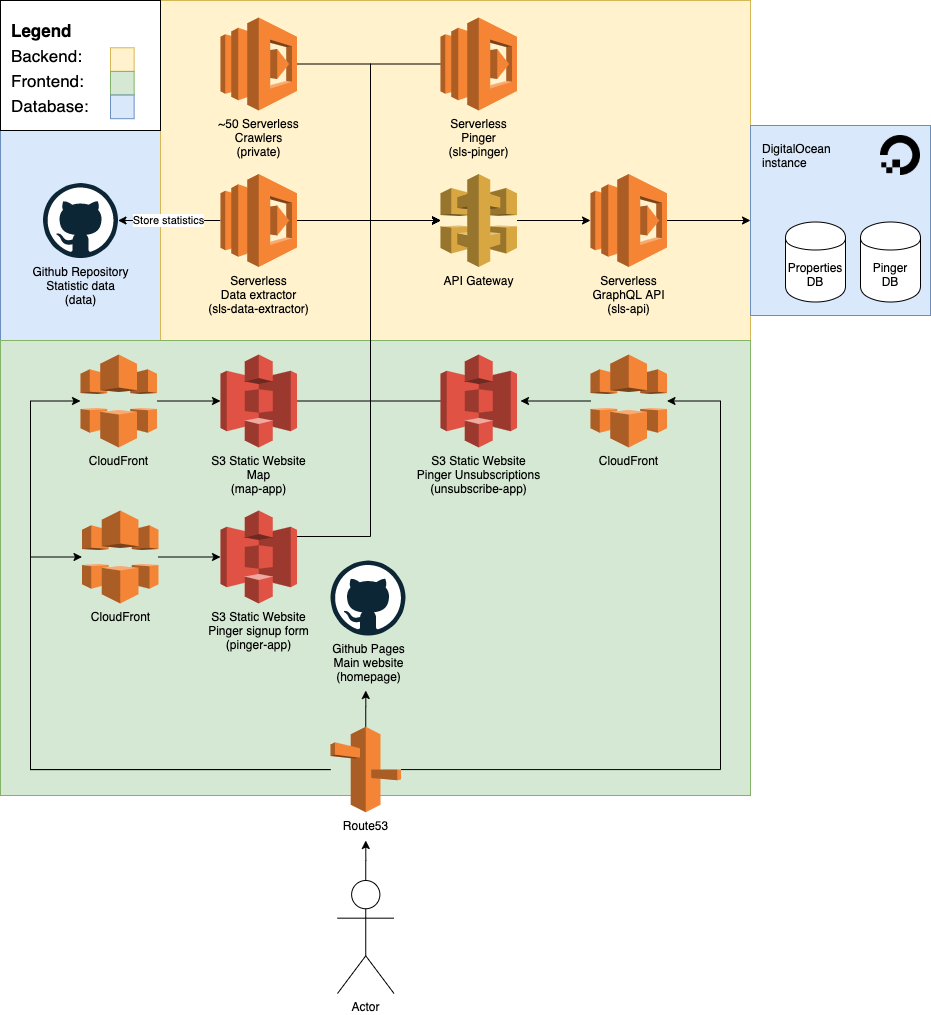 Legend
Backend:
Frontend:
Database:
~50 Serverless
Crawlers
(private)
Serverless
Pinger
(sls-pinger)
DigitalOcean
instance
Properties
DB
Pinger
DB
Github Repository
Statistic data
(data)
Store statistics
Serverless
Data extractor
(sls-data-extractor)
API Gateway
Serverless
GraphQL API
(sls-api)
CloudFront
S3 Static Website
Map
(map-app)
S3 Static Website
Pinger Unsubscriptions
(unsubscribe-app)
CloudFront
CloudFront
S3 Static Website
Pinger signup form
(pinger-app)
Github Pages
Main website
(homepage)
Route53
Actor